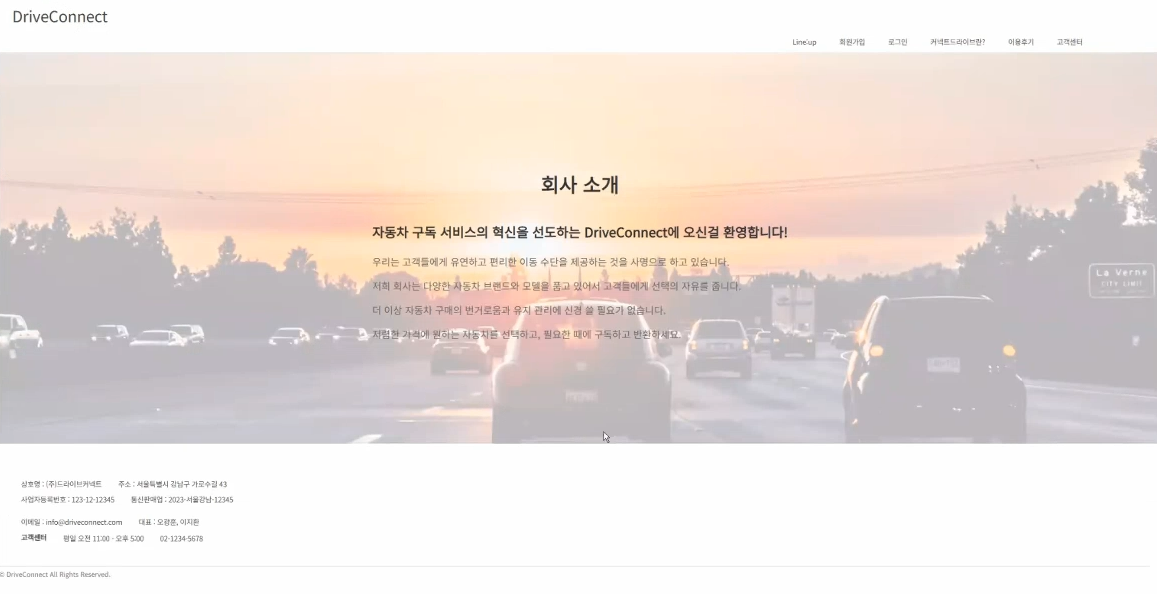 DriveConnect
Line up 회원가입 로그인 커넥트드라이브란? 이용후기 고객센터
회사 소개
자동차 구독 서비스의 혁신을 선도하는 DriveConnect에 오신걸 환영합니다!
우리는 고객들에게 유연하고 편리한 이동 수단을 제공하는 것을 사명으로 하고 있습니다.
저희 회사는 다양한 자동차 브랜드와 모델을 품고 있어서 고객들에게 선택의 자유를 줍니다.
더 이상 자동차 구매의 번거로움과 유지 관리에 신경 쓸 필요가 없습니다.
저렴한 가격에 원하는 자동차를 선택하고, 필요한 때에 구독하고 반환하세요.
La Verne
CITY LIMIT
상호명 : (주)드라이브커넥트 주소 : 서울특별시 강남구 가로수길 43
사업자등록번호 : 123-12-12345 통신판매업 : 2023-서울강남-12345
이메일 : info@driveconnect.com 대표 : 오광훈, 이지환
고객센터 평일 오전 11:00 - 오후 5:00 02-1234-5678
© DriveConnect All Rights Reserved.